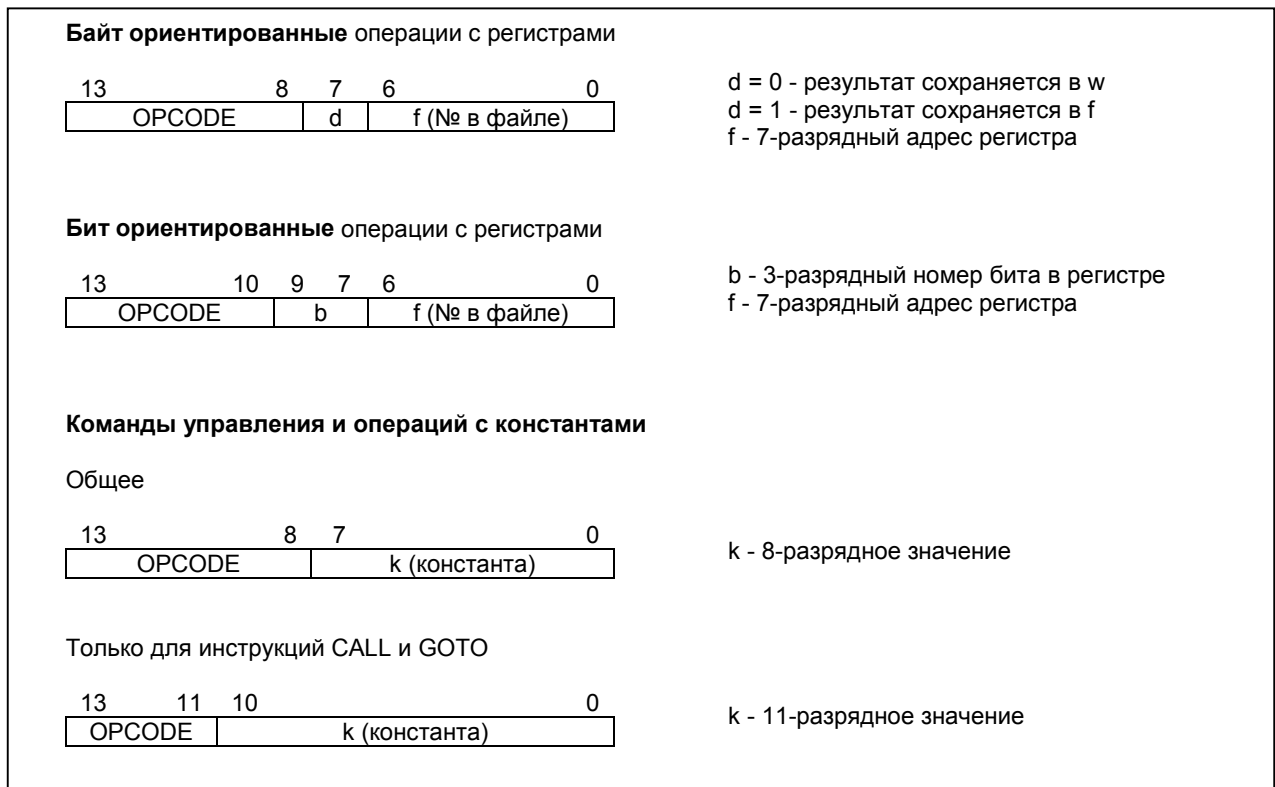 Байт ориентированные операции с регистрами
13 8 7 6 0
OPCODE d f (№ в файле)
d = 0 - результат сохраняется в w
d = 1 - результат сохраняется в f
f - 7-разрядный адрес регистра
Бит ориентированные операции с регистрами
13 10 9 7 6 0
OPCODE b f (№ в файле)
b - 3-разрядный номер бита в регистре
f - 7-разрядный адрес регистра
Команды управления и операций с константами
Общее
13 8 7 0
OPCODE k (константа)
k - 8-разрядное значение
Только для инструкций CALL и GOTO
13 11 10 0
OPCODE k (константа)
k - 11-разрядное значение